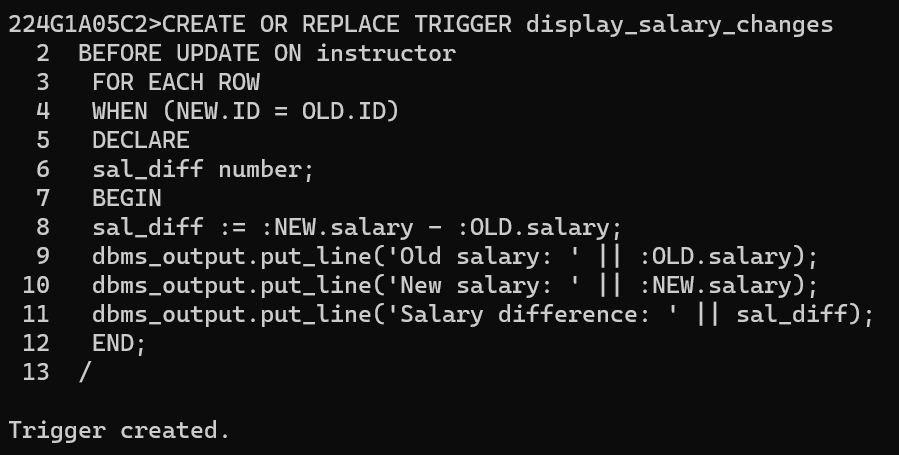 224G1A05C2>CREATE OR REPLACE TRIGGER display_salary_changes
  2  BEFORE UPDATE ON instructor
  3   FOR EACH ROW
  4   WHEN (NEW.ID = OLD.ID)
  5   DECLARE
  6   sal_diff number;
  7   BEGIN
  8   sal_diff := :NEW.salary - :OLD.salary;
  9   dbms_output.put_line('Old salary: ' || :OLD.salary);
 10   dbms_output.put_line('New salary: ' || :NEW.salary);
 11   dbms_output.put_line('Salary difference: ' || sal_diff);
 12   END;
 13  /
Trigger created.